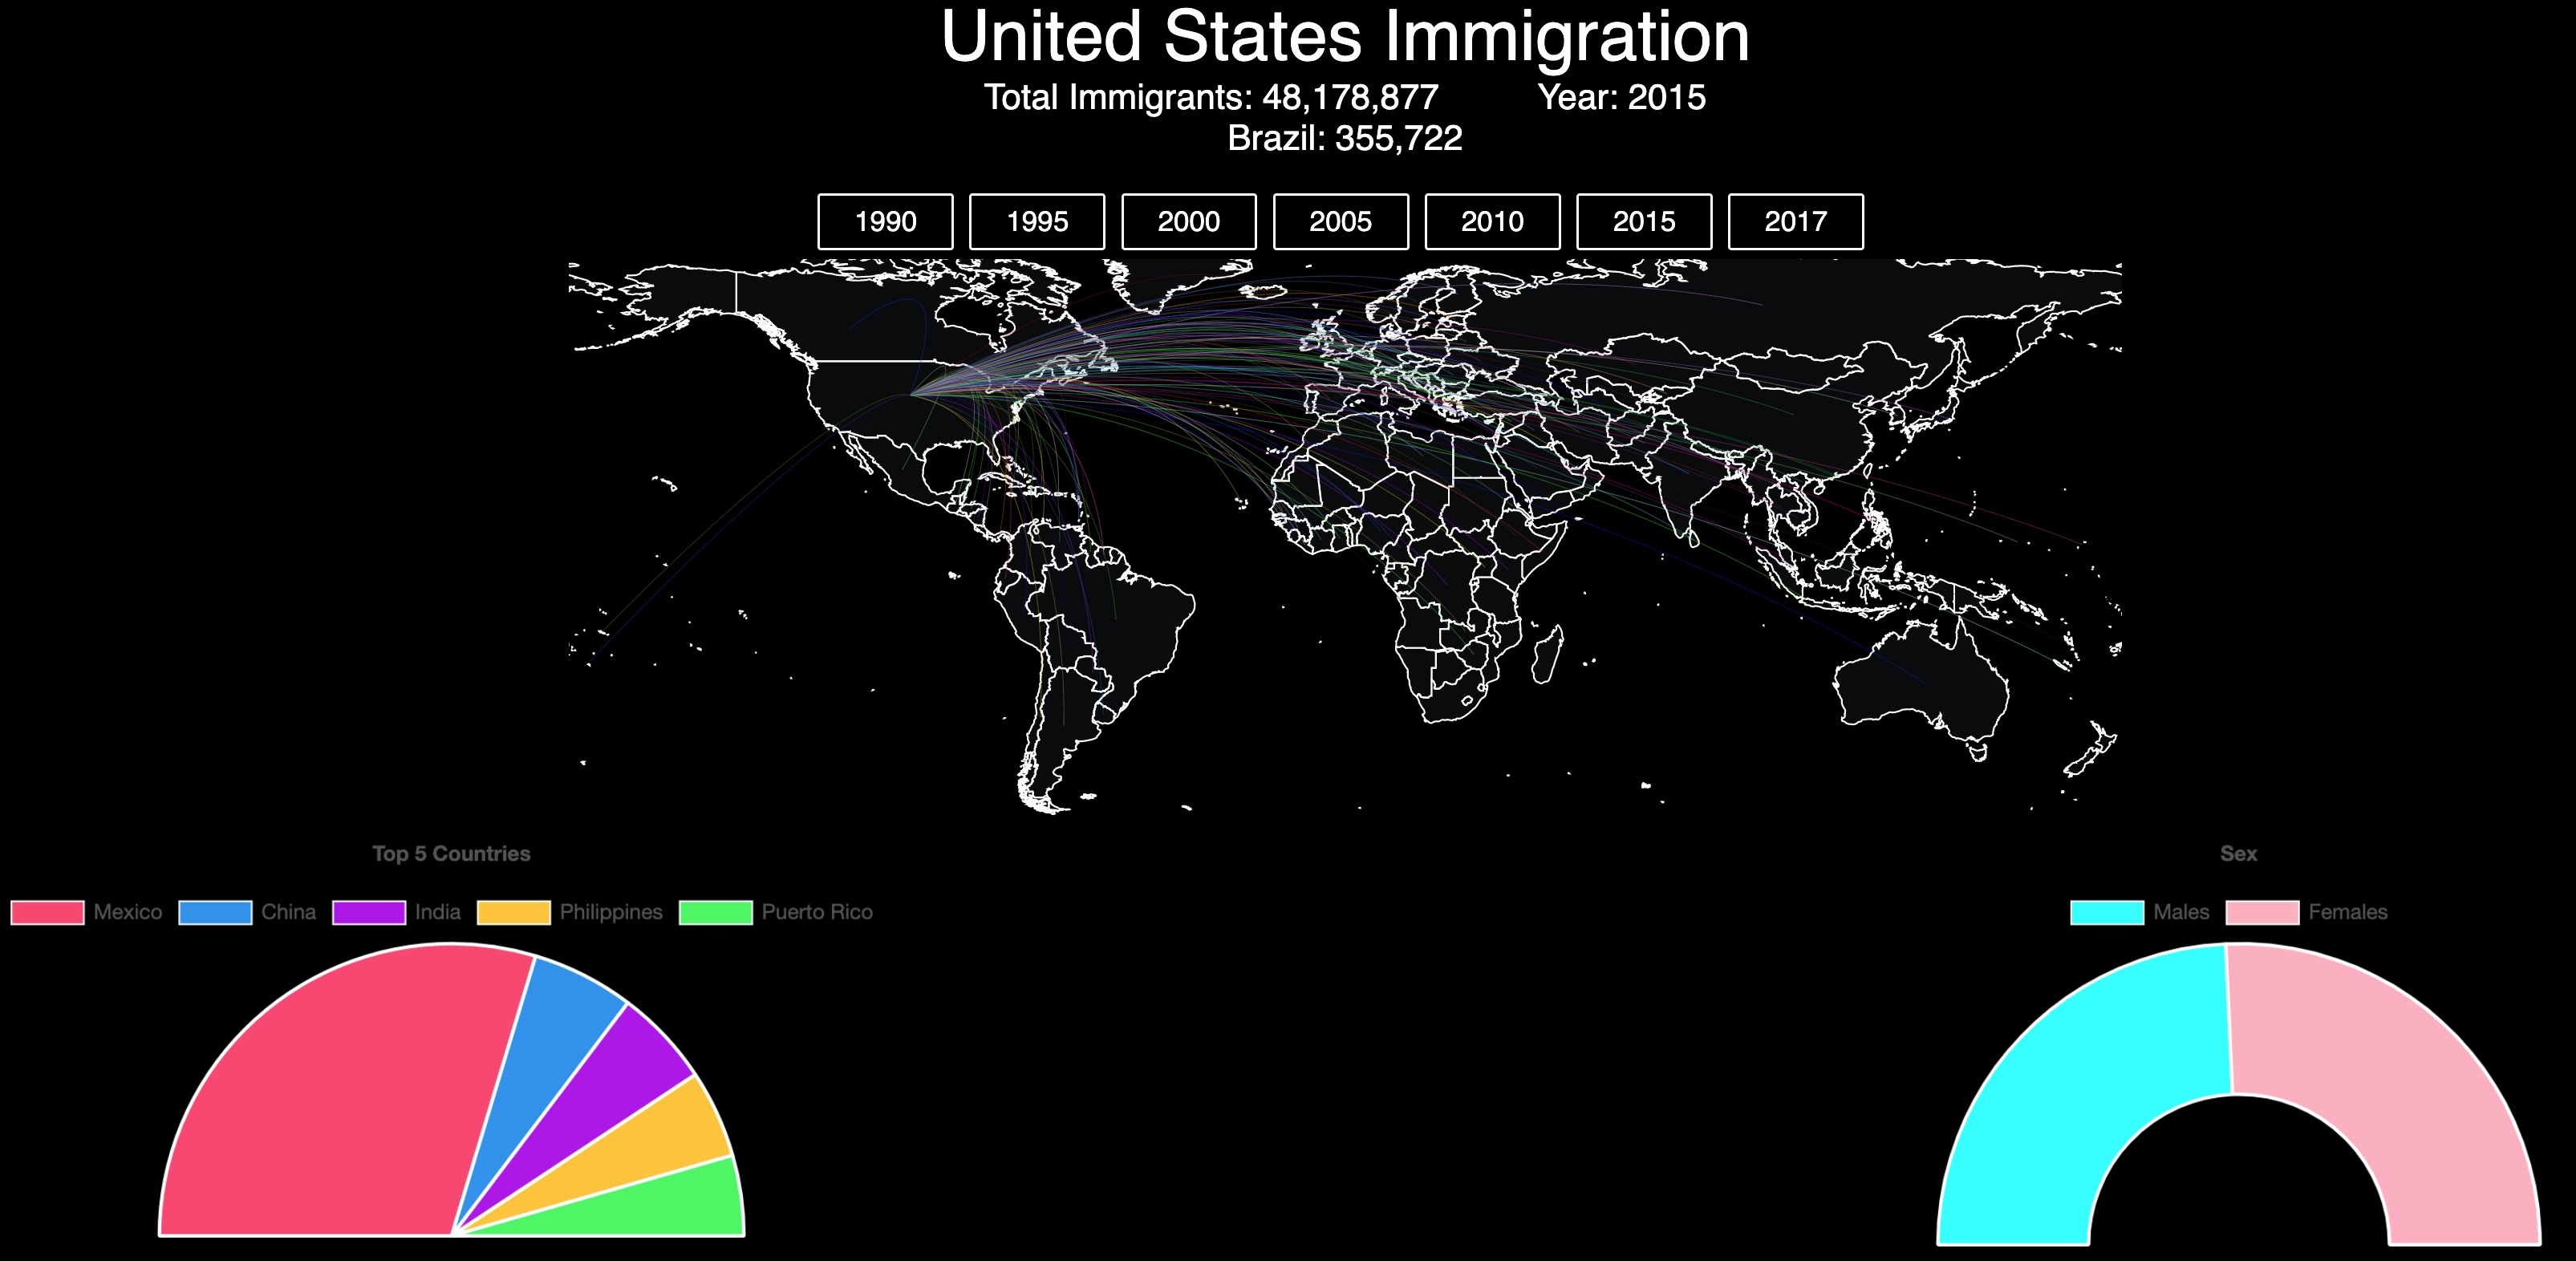 United States Immigration
Total Immigrants: 48,178,877 Year: 2015
Brazil: 355,722
1990 1995 2000 2005 2010 2015 2017
Top 5 Countries
Mexico China India Philippines Puerto Rico
Sex
Males Females